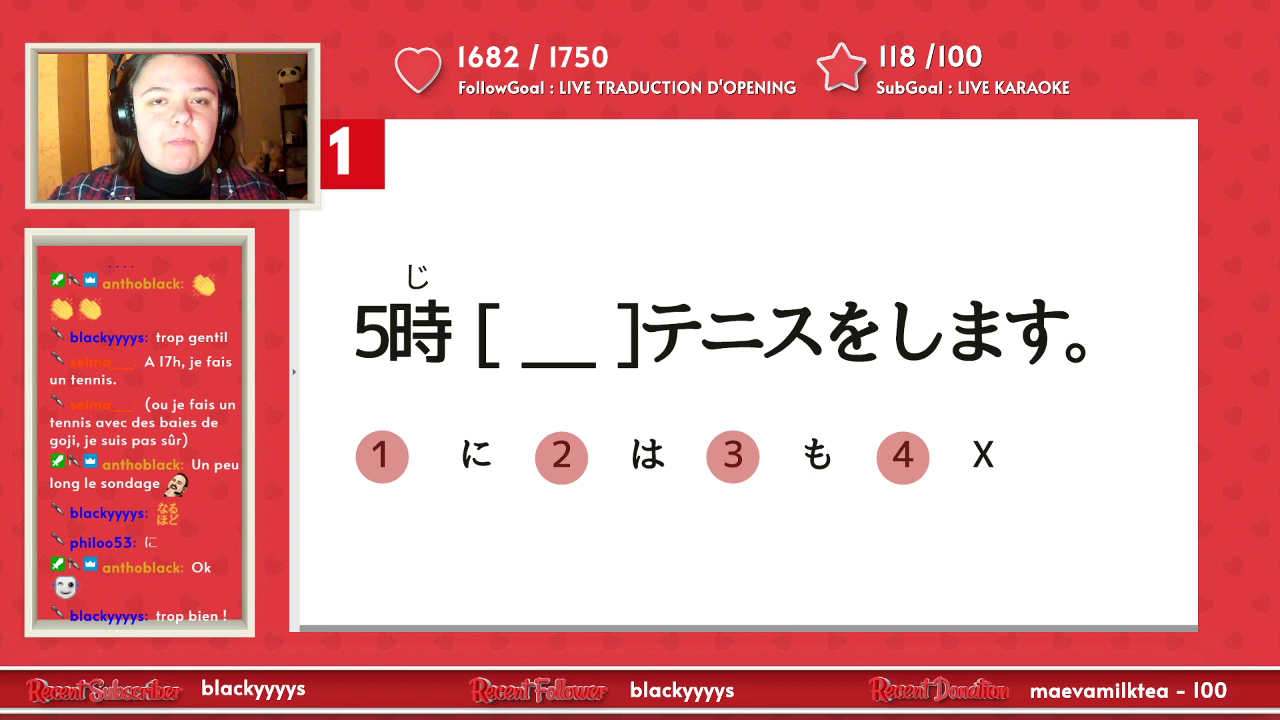 1682 / 1750
FollowGoal : LIVE TRADUCTION D'OPENING
118 /100
SubGoal : LIVE KARAOKE
1
じ
5時 [ __ ]テニスをします。
1 に 2 は 3 も 4 X
anthoblack:
blackyyyys: trop gentil
seima___: A 17h, je fais
un tennis.
seima___: (ou je fais un
tennis avec des baies de
goji, je suis pas sûr)
anthoblack: Un peu
long le sondage
blackyyyys: なる
ほど
philoo53: に
anthoblack: Ok
blackyyyys: trop bien !
Recent Subscriber blackyyyys
Recent Follower blackyyyys
Recent Donation maevamilktea - 100